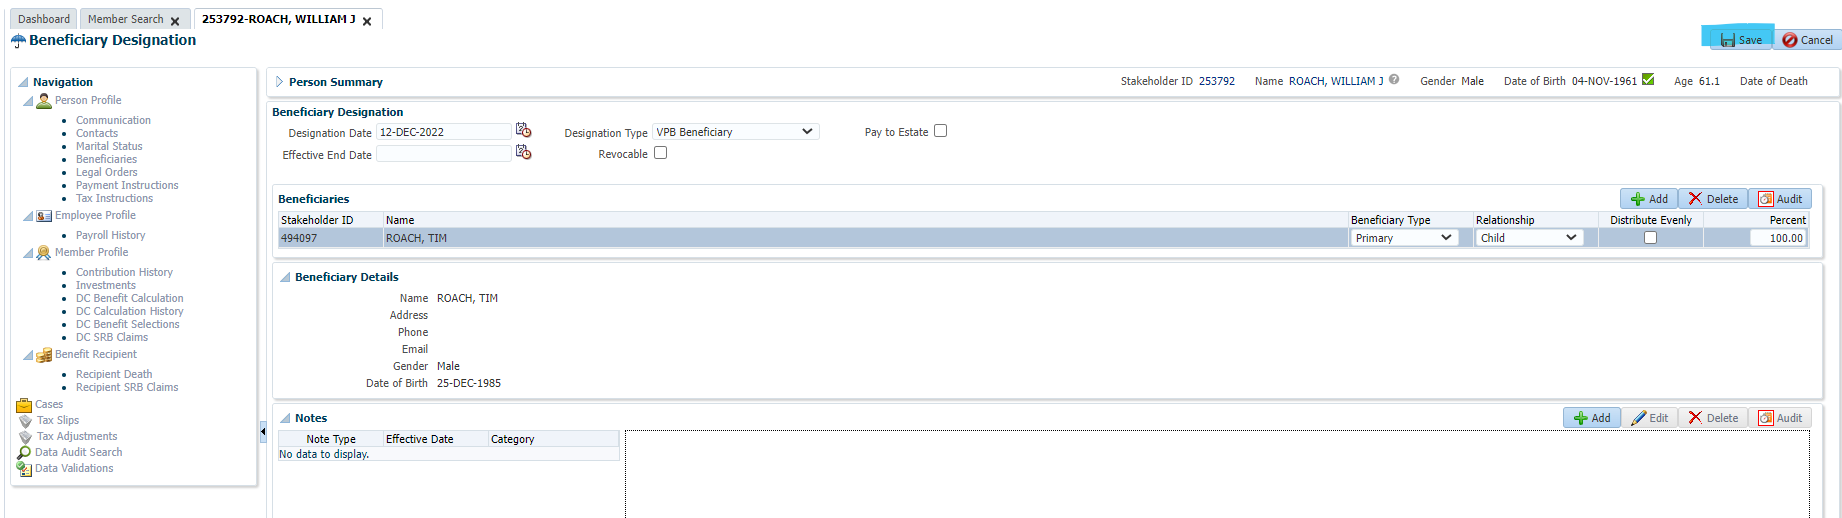 Dashboard Member Search 253792-ROACH, WILLIAM J
Beneficiary Designation Save Cancel
Navigation
Person Profile
Communication
Contacts
Marital Status
Beneficiaries
Legal Orders
Payment Instructions
Tax Instructions
Employee Profile
Payroll History
Member Profile
Contribution History
Investments
DC Benefit Calculation
DC Calculation History
DC Benefit Selections
DC SRB Claims
Benefit Recipient
Recipient Death
Recipient SRB Claims
Cases
Tax Slips
Tax Adjustments
Data Audit Search
Data Validations
Person Summary Stakeholder ID 253792 Name ROACH, WILLIAM J Gender Male Date of Birth 04-NOV-1961 Age 61.1 Date of Death
Beneficiary Designation
Designation Date 12-DEC-2022 Designation Type VPB Beneficiary Pay to Estate
Effective End Date Revocable
Beneficiaries Add Delete Audit
Stakeholder ID Name Beneficiary Type Relationship Distribute Evenly Percent
494097 ROACH, TIM Primary Child 100.00
Beneficiary Details
Name ROACH, TIM
Address
Phone
Email
Gender Male
Date of Birth 25-DEC-1985
Notes Add Edit Delete Audit
Note Type Effective Date Category
No data to display.